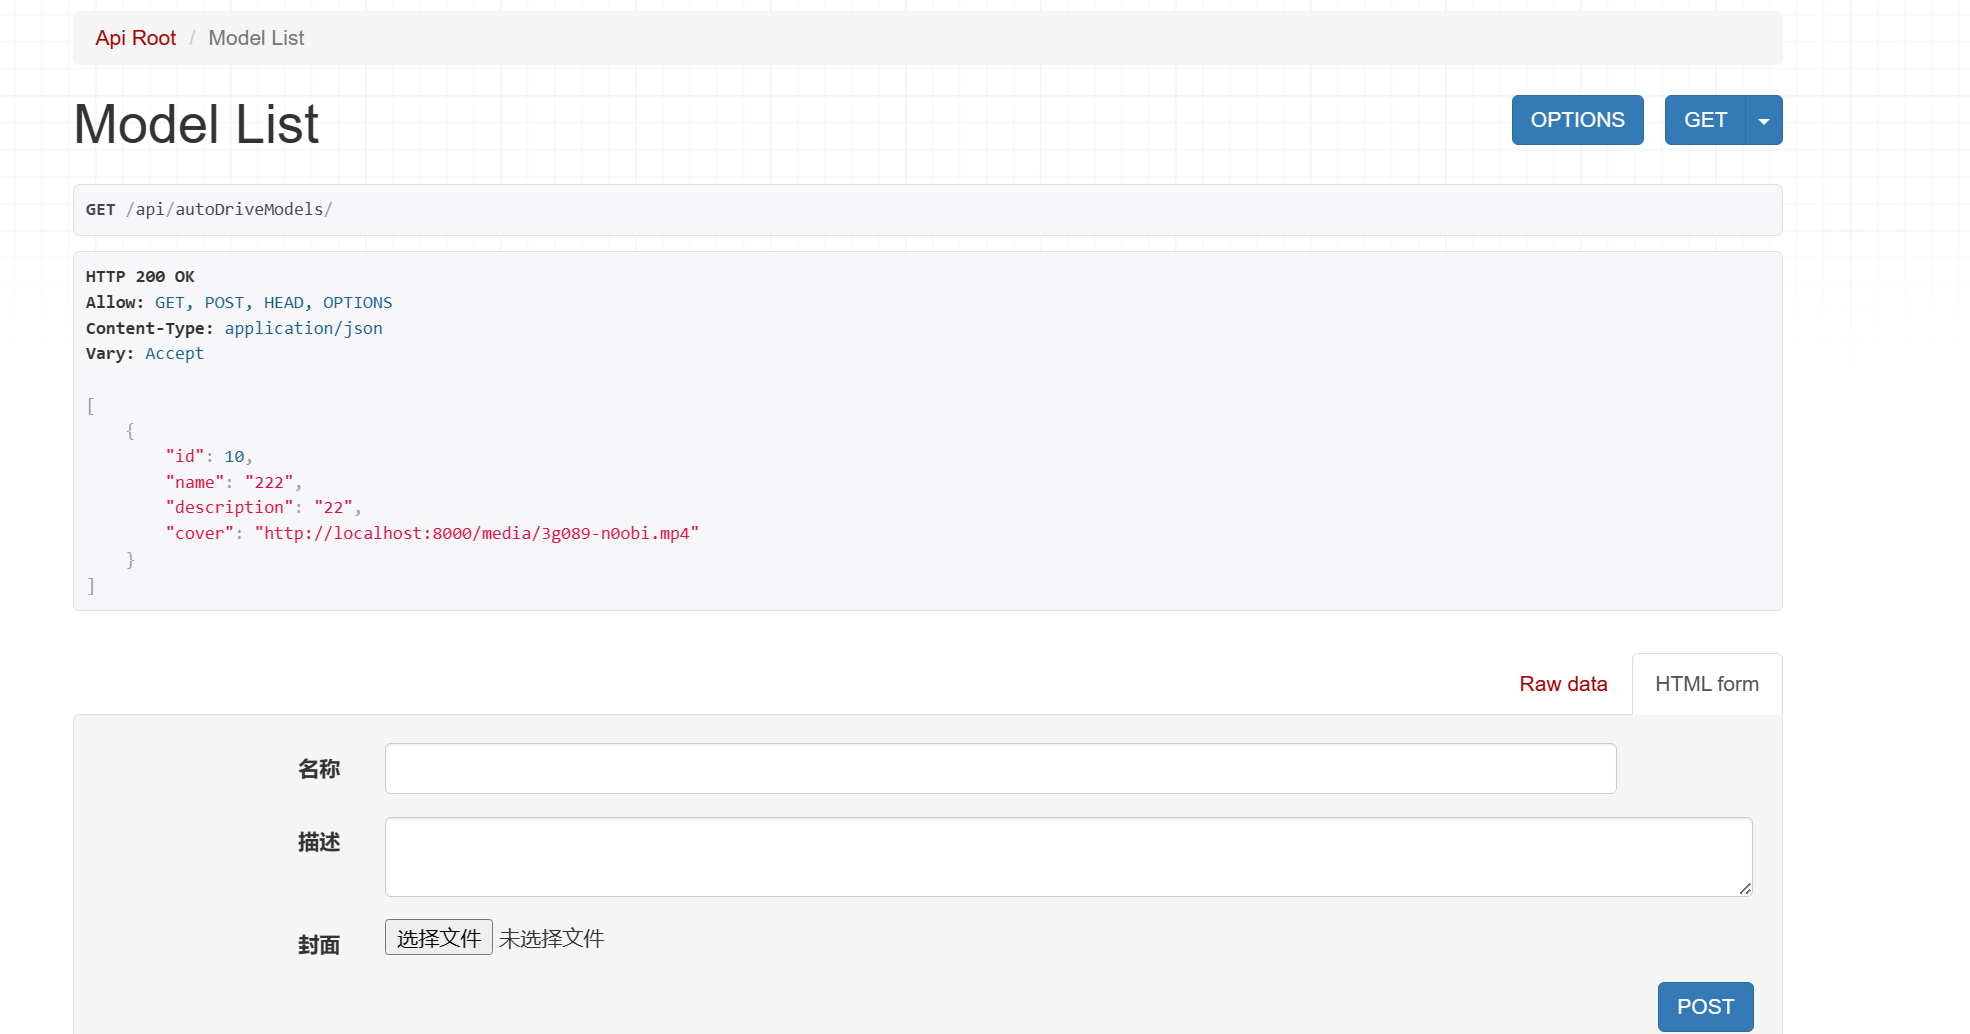 Api Root / Model List
Model List
OPTIONS
GET
GET /api/autoDriveModels/
HTTP 200 OK
Allow: GET, POST, HEAD, OPTIONS
Content-Type: application/json
Vary: Accept
[
    {
        "id": 10,
        "name": "222",
        "description": "22",
        "cover": "http://localhost:8000/media/3g089-n0obi.mp4"
    }
]
Raw data
HTML form
名称
描述
封面
选择文件 未选择文件
POST